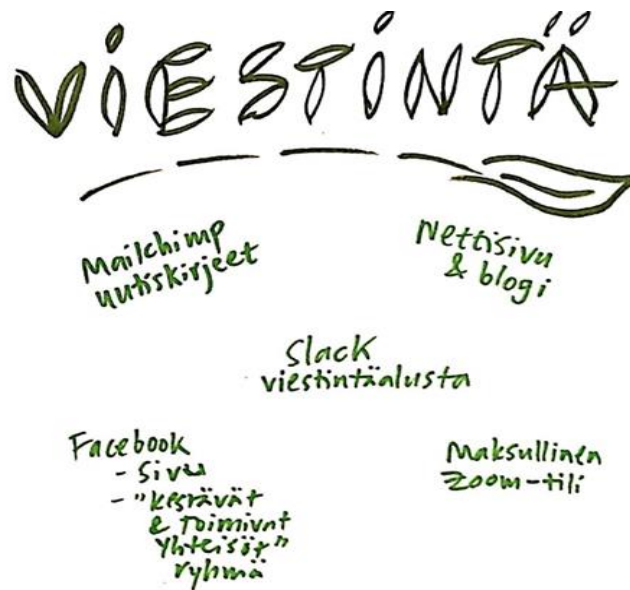 VIESTINTÄ
Mailchimp
uutiskirjeet
Nettisivu
& blogi
Slack
viestintäalusta
Facebook
- sivu
- "kestävät
& toimivat
yhteisöt"
ryhmä
Maksullinen
Zoom-tili